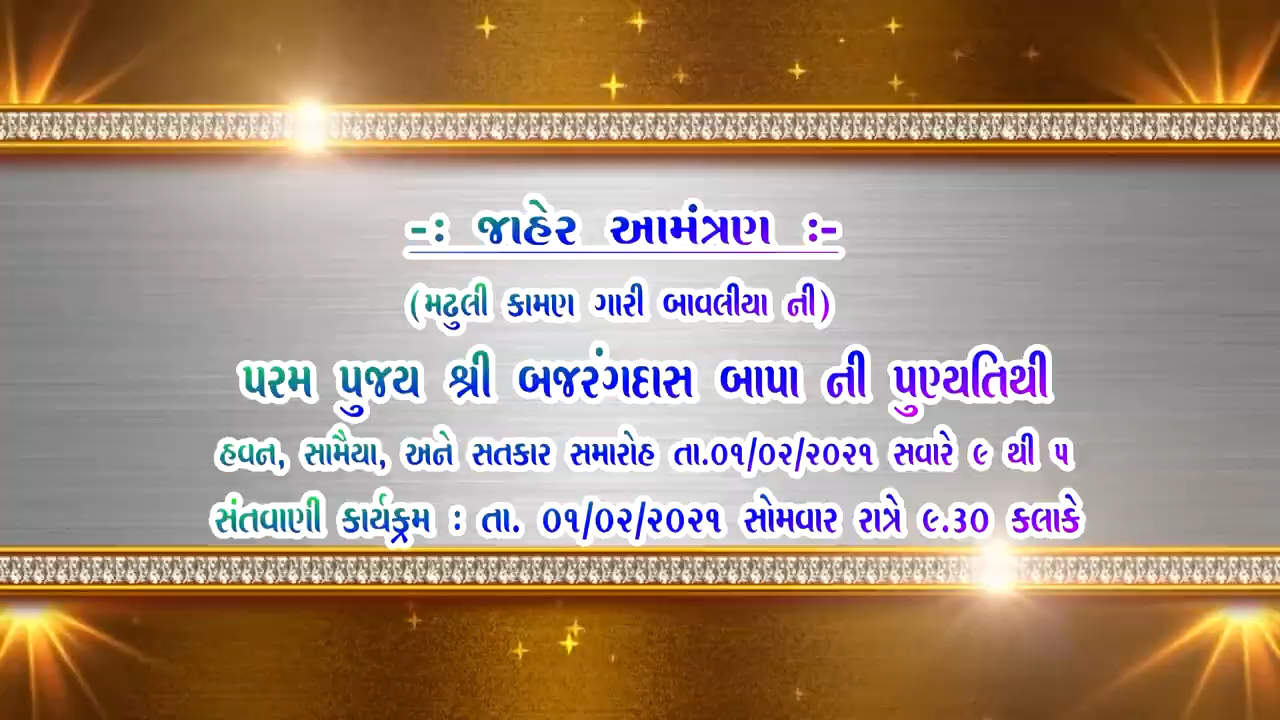 -: જાહેર આમંત્રણ :-
(મઢુલી કામણ ગારી બાવલીયા ની)
પરમ પુજય શ્રી બજરંગદાસ બાપા ની પુણ્યતિથી
હવન, સામૈયા, અને સતકાર સમારોહ તા.૦૧/૦૨/૨૦૨૧ સવારે ૯ થી ૫
સંતવાણી કાર્યક્રમ : તા. ૦૧/૦૨/૨૦૨૧ સોમવાર રાત્રે ૯.૩૦ કલાકે